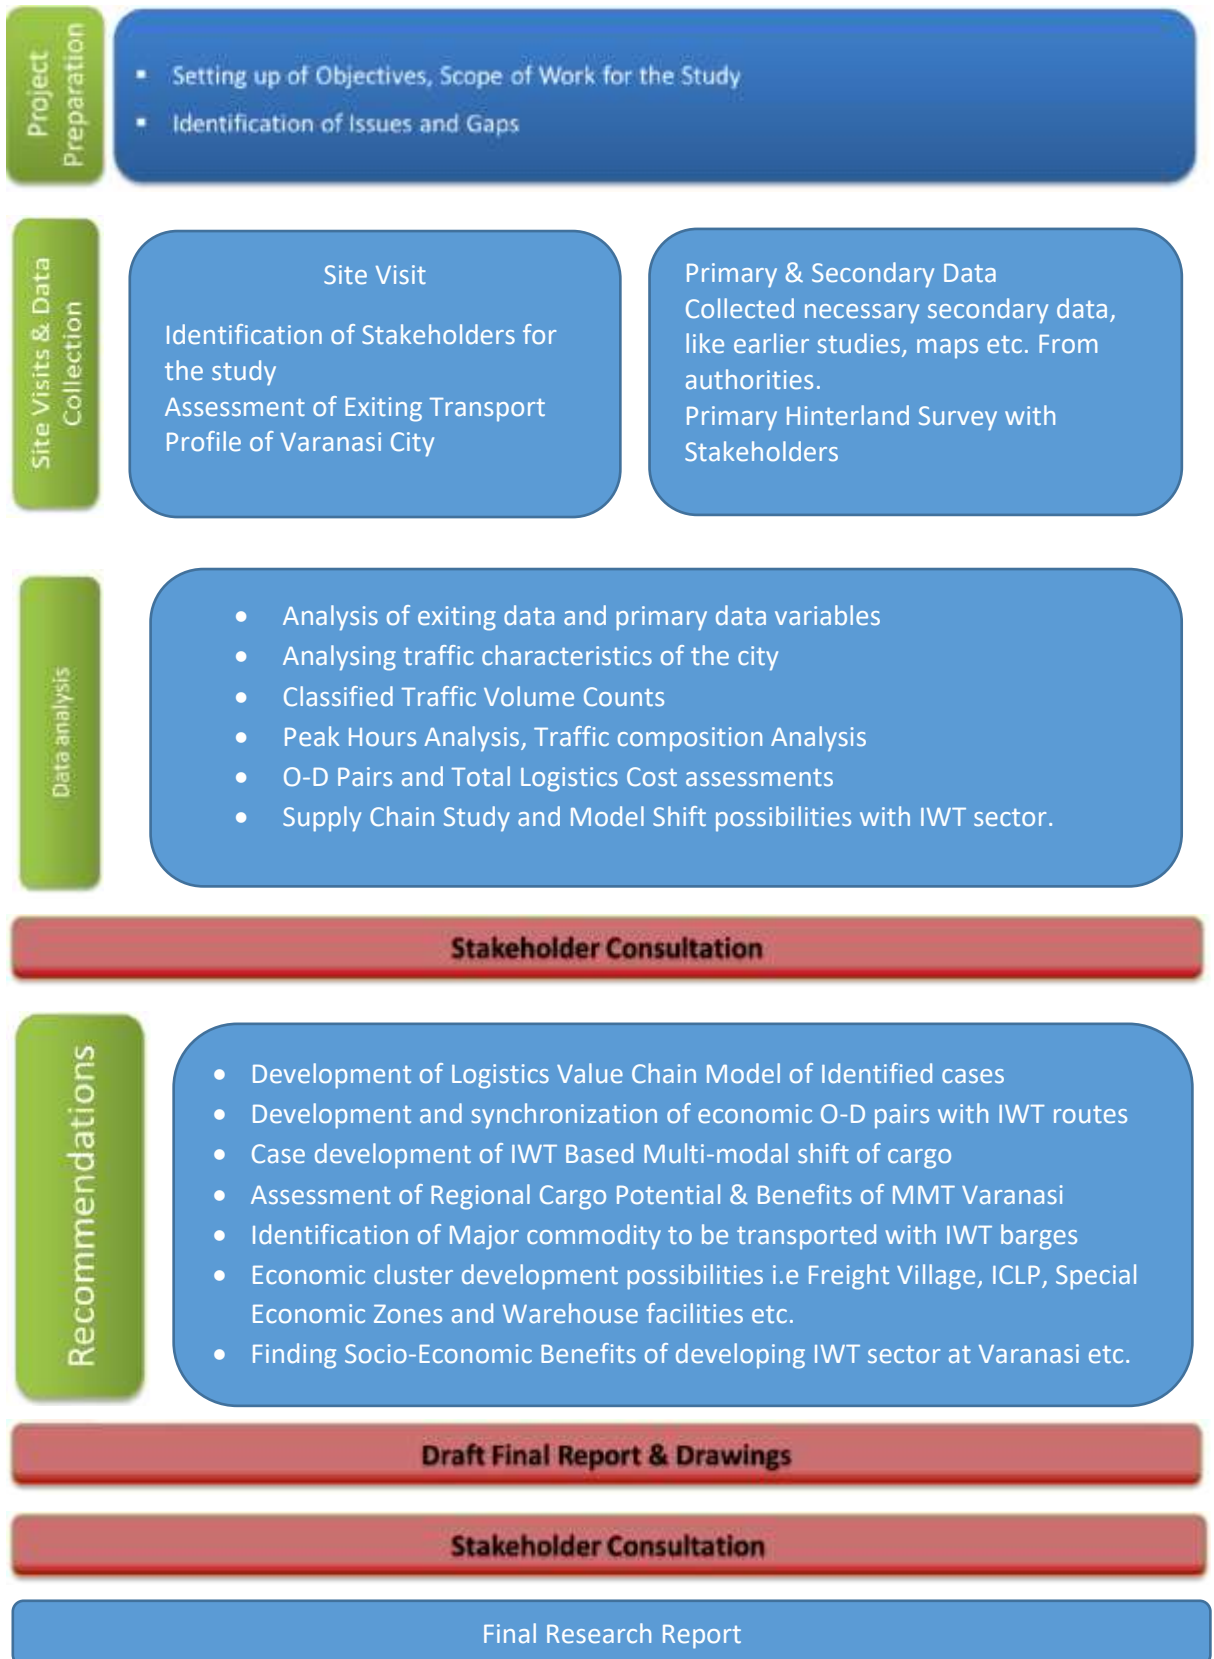 Project
Preparation
▪ Setting up of Objectives, Scope of Work for the Study
▪ Identification of Issues and Gaps
Site Visits & Data
Collection
Site Visit
Identification of Stakeholders for
the study
Assessment of Exiting Transport
Profile of Varanasi City
Primary & Secondary Data
Collected necessary secondary data,
like earlier studies, maps etc. From
authorities.
Primary Hinterland Survey with
Stakeholders
Data analysis
• Analysis of exiting data and primary data variables
• Analysing traffic characteristics of the city
• Classified Traffic Volume Counts
• Peak Hours Analysis, Traffic composition Analysis
• O-D Pairs and Total Logistics Cost assessments
• Supply Chain Study and Model Shift possibilities with IWT sector.
Stakeholder Consultation
Recommendations
• Development of Logistics Value Chain Model of Identified cases
• Development and synchronization of economic O-D pairs with IWT routes
• Case development of IWT Based Multi-modal shift of cargo
• Assessment of Regional Cargo Potential & Benefits of MMT Varanasi
• Identification of Major commodity to be transported with IWT barges
• Economic cluster development possibilities i.e Freight Village, ICLP, Special
Economic Zones and Warehouse facilities etc.
• Finding Socio-Economic Benefits of developing IWT sector at Varanasi etc.
Draft Final Report & Drawings
Stakeholder Consultation
Final Research Report